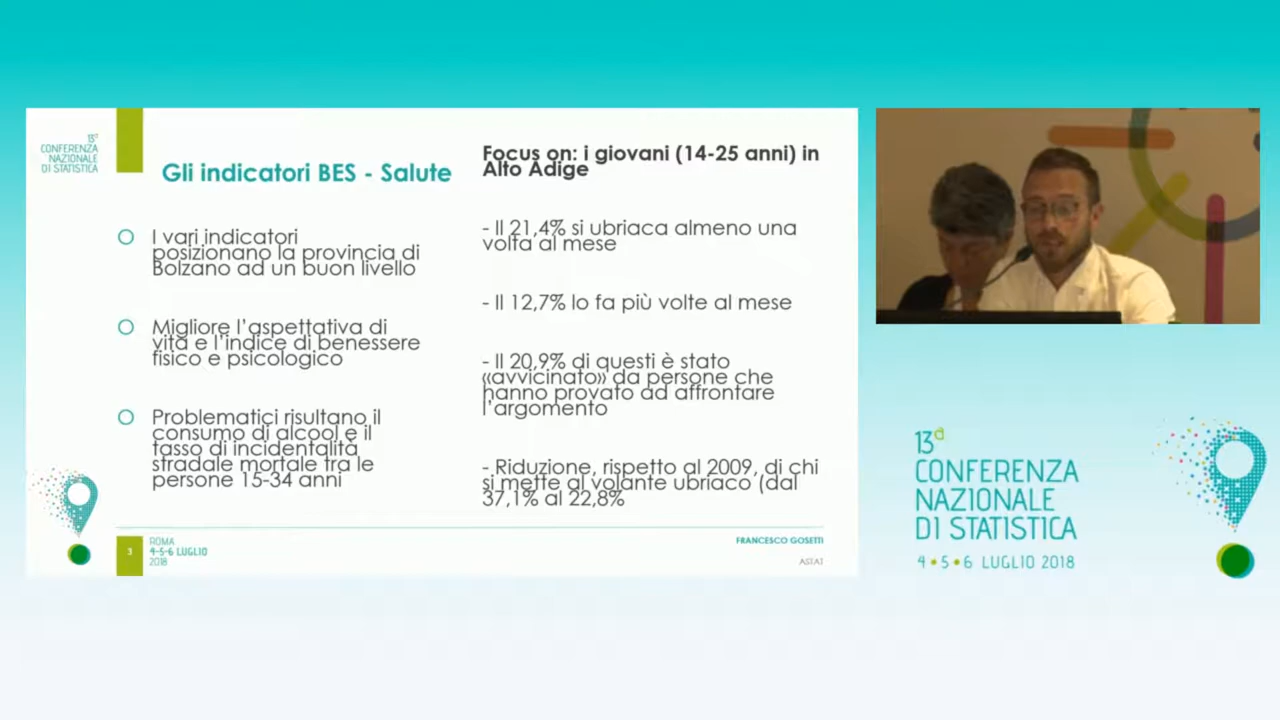 13ª
CONFERENZA
NAZIONALE
DI STATISTICA
Gli indicatori BES - Salute
I vari indicatori
posizionano la provincia di
Bolzano ad un buon livello
Migliore l'aspettativa di
vita e l'indice di benessere
fisico e psicologico
Problematici risultano il
consumo di alcool e il
tasso di incidentalità
stradale mortale tra le
persone 15-34 anni
Focus on: i giovani (14-25 anni) in
Alto Adige
- Il 21,4% si ubriaca almeno una
volta al mese
- Il 12,7% lo fa più volte al mese
- Il 20,9% di questi è stato
«avvicinato» da persone che
hanno provato ad affrontare
l'argomento
- Riduzione, rispetto al 2009, di chi
si mette al volante ubriaco (dal
37,1% al 22,8%
3
ROMA
4-5-6 LUGLIO
2018
FRANCESCO GOSETTI
ASTAT
13ª
CONFERENZA
NAZIONALE
DI STATISTICA
4 • 5 • 6 LUGLIO 2018